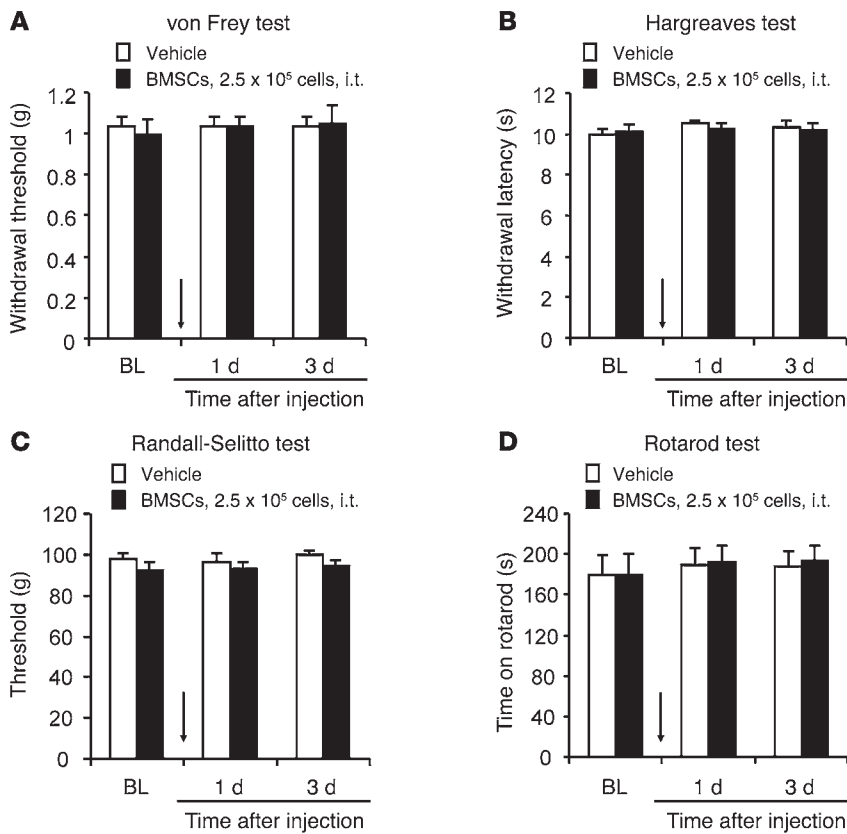 A
von Frey test
Vehicle
BMSCs, 2.5 x 10⁵ cells, i.t.
Withdrawal threshold (g)
1.2
1
0.8
0.6
0.4
0.2
0
BL
1 d
3 d
Time after injection
B
Hargreaves test
Vehicle
BMSCs, 2.5 x 10⁵ cells, i.t.
Withdrawal latency (s)
12
10
8
6
4
2
0
BL
1 d
3 d
Time after injection
C
Randall-Selitto test
Vehicle
BMSCs, 2.5 x 10⁵ cells, i.t.
Threshold (g)
120
100
80
60
40
20
0
BL
1 d
3 d
Time after injection
D
Rotarod test
Vehicle
BMSCs, 2.5 x 10⁵ cells, i.t.
Time on rotarod (s)
240
200
160
120
80
40
0
BL
1 d
3 d
Time after injection